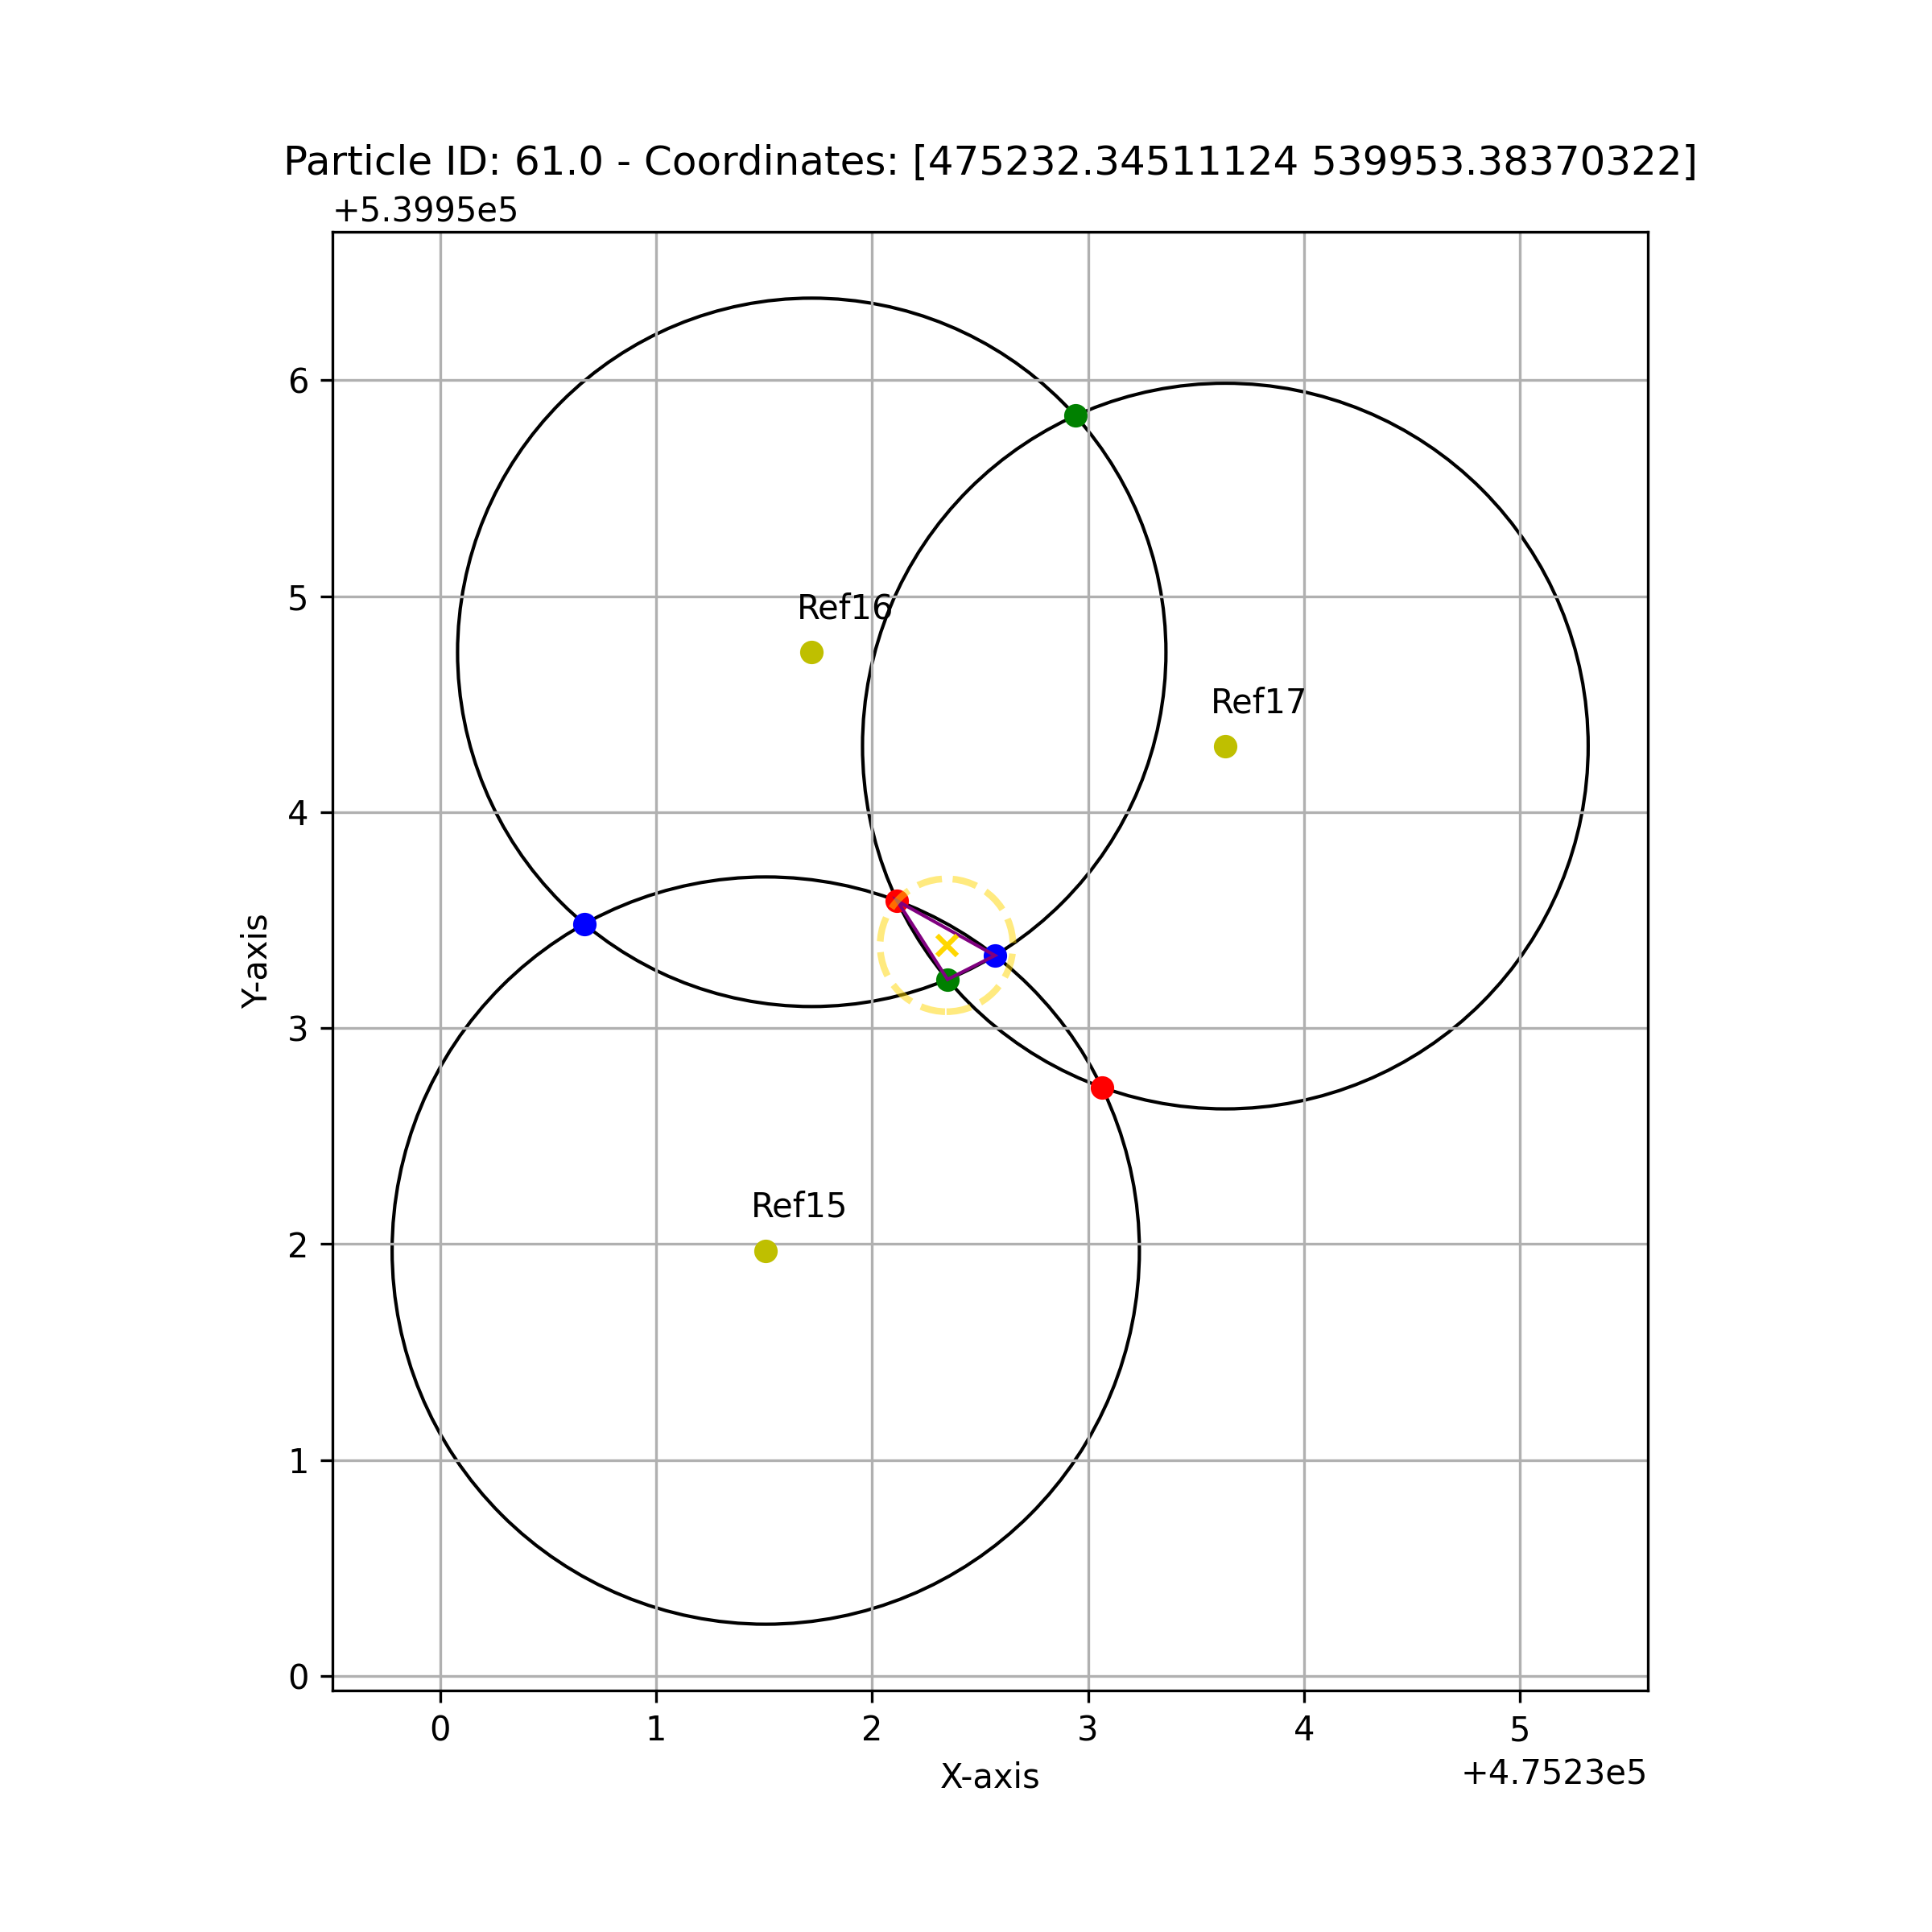 Particle ID: 61.0 - Coordinates: [475232.34511124 539953.38370322]
+5.3995e5
6
5
4
3
2
1
0
Y-axis
Ref16
Ref17
Ref15
0 1 2 3 4 5
X-axis
+4.7523e5